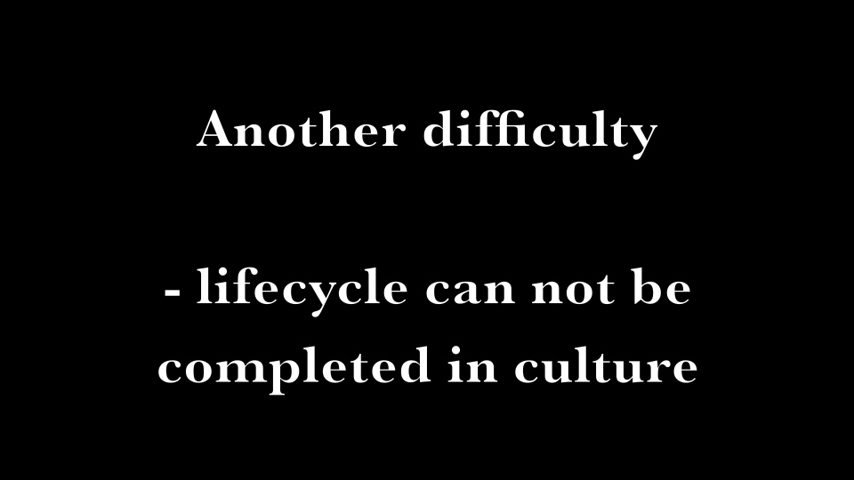 Another difficulty
- lifecycle can not be
completed in culture